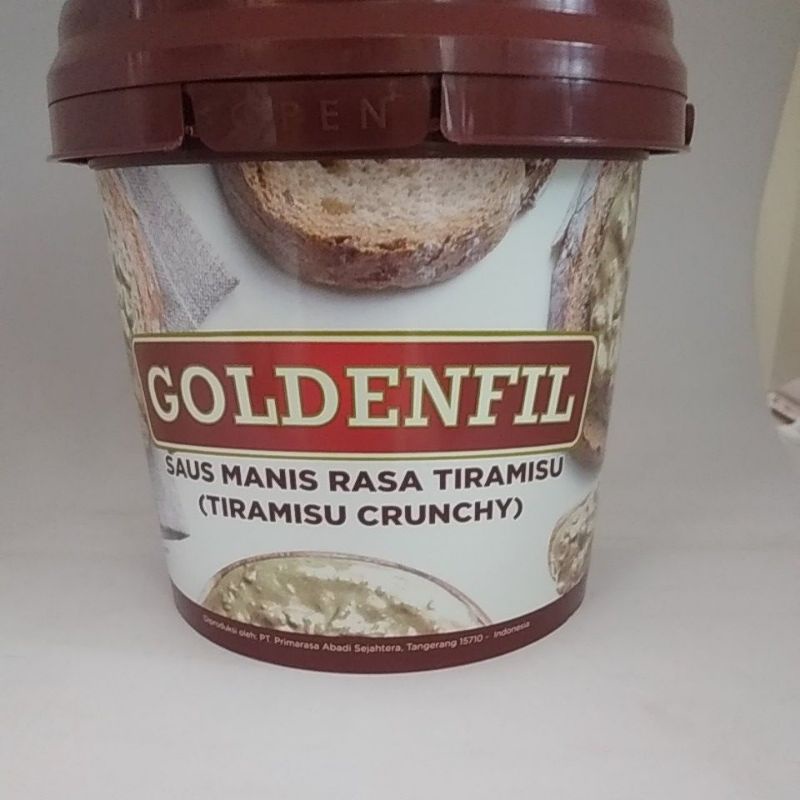 OPEN
GOLDENFIL
SAUS MANIS RASA TIRAMISU
(TIRAMISU CRUNCHY)
Diproduksi oleh: PT. Primarasa Abadi Sejahtera, Tangerang 15710 - Indonesia